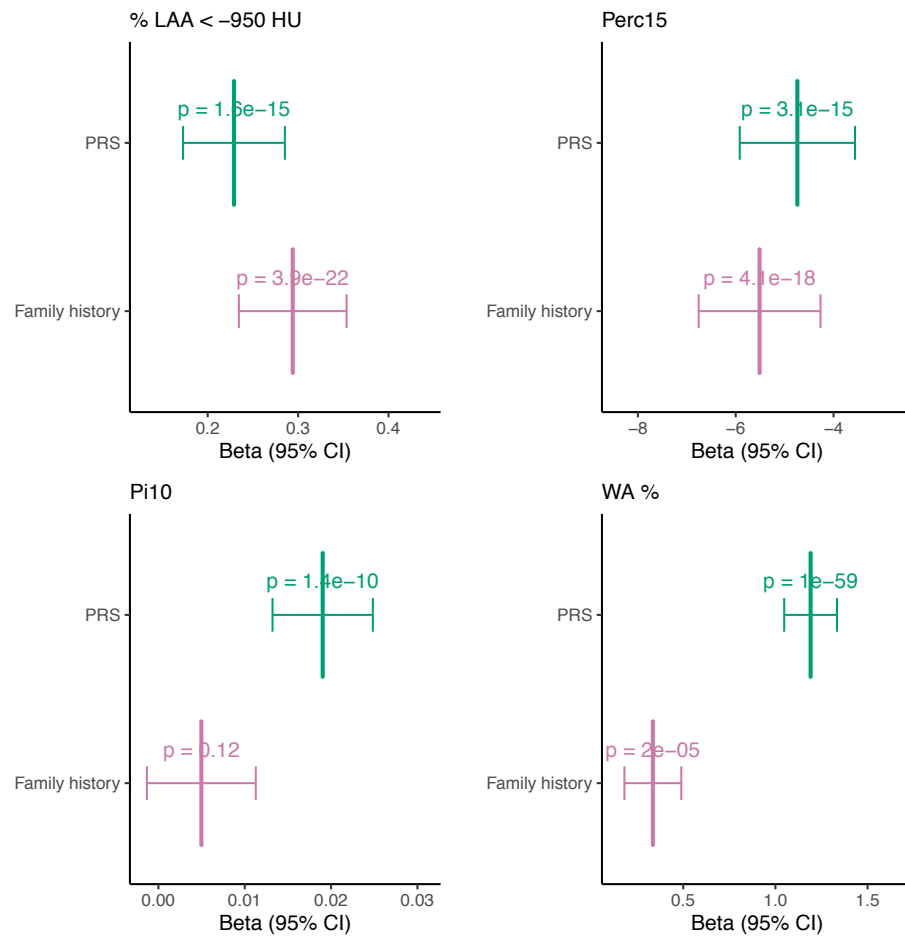 % LAA < −950 HU
p = 1.6e−15
PRS
p = 3.9e−22
Family history
0.2 0.3 0.4
Beta (95% CI)
Perc15
p = 3.1e−15
PRS
p = 4.1e−18
Family history
−8 −6 −4
Beta (95% CI)
Pi10
p = 1.4e−10
PRS
p = 0.12
Family history
0.00 0.01 0.02 0.03
Beta (95% CI)
WA %
p = 1e−59
PRS
p = 2e−05
Family history
0.5 1.0 1.5
Beta (95% CI)